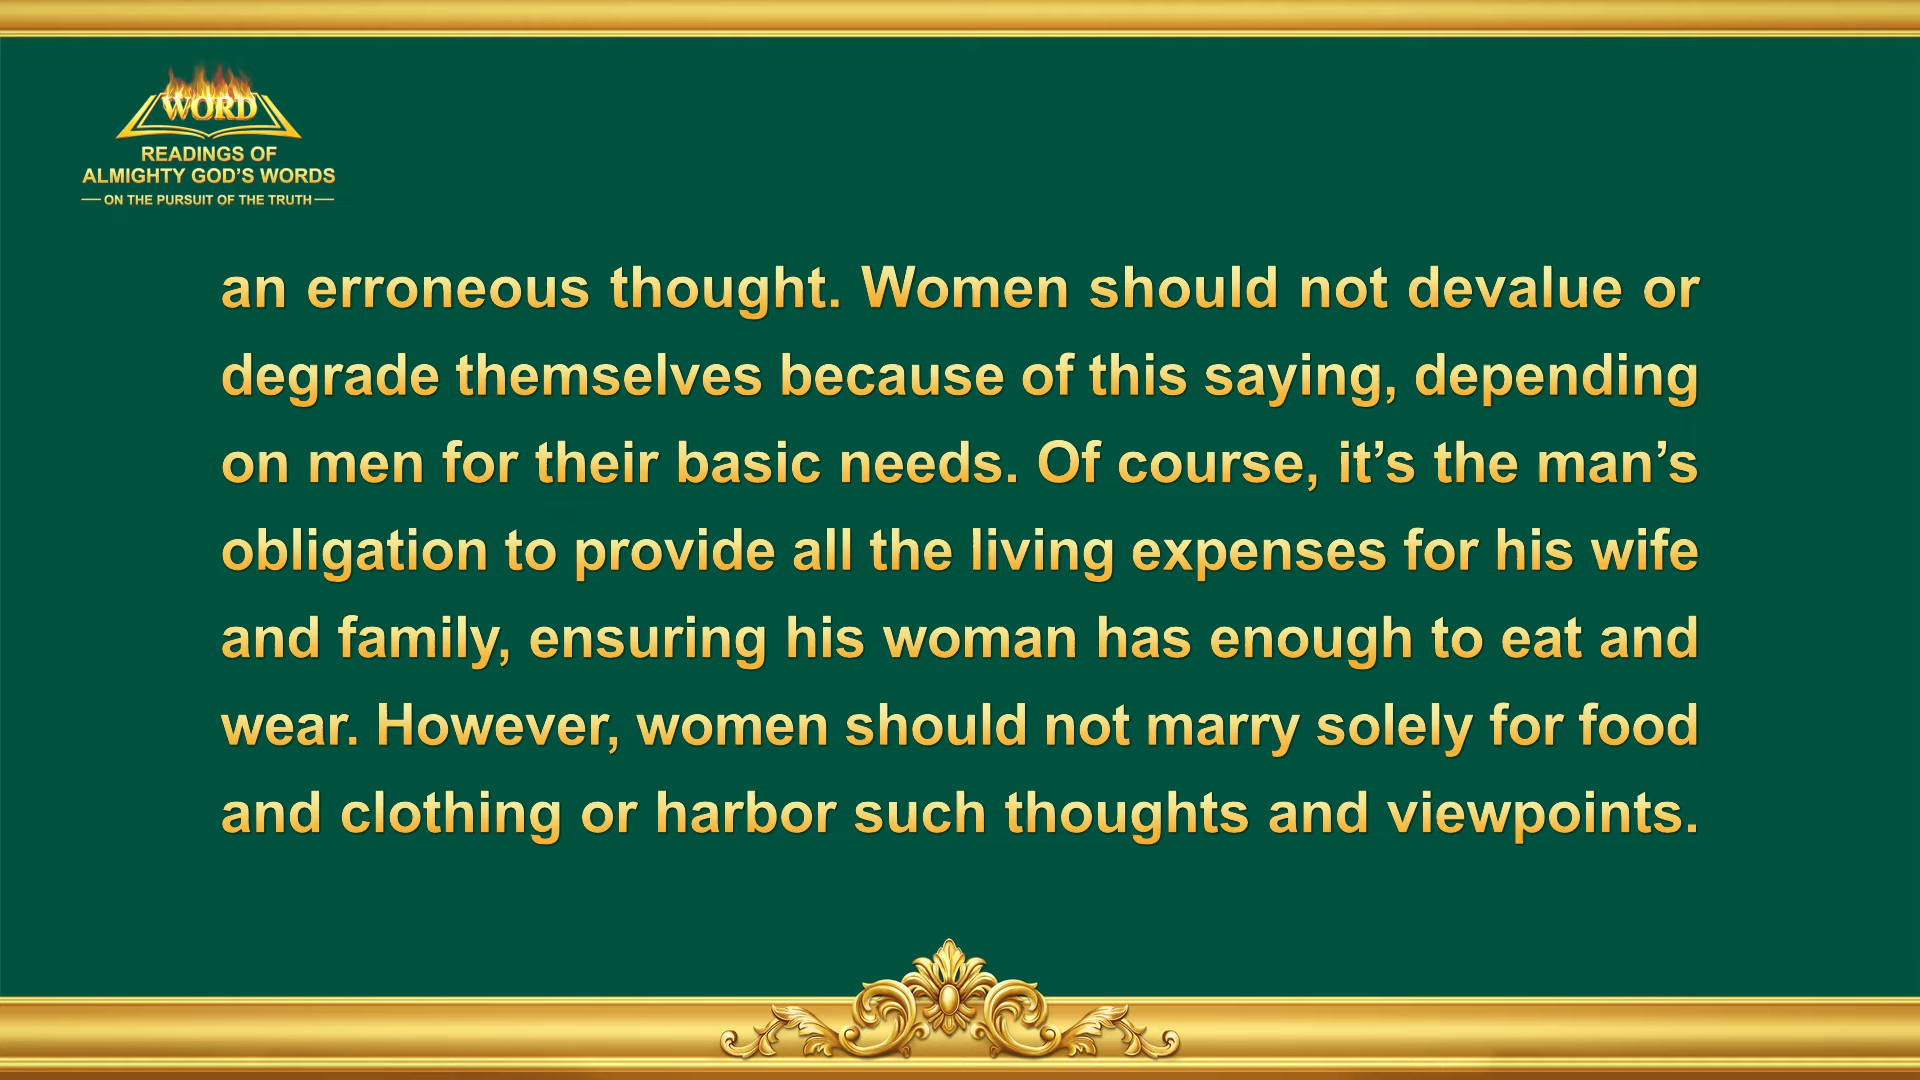 WORD
READINGS OF
ALMIGHTY GOD’S WORDS
— ON THE PURSUIT OF THE TRUTH —
an erroneous thought. Women should not devalue or
degrade themselves because of this saying, depending
on men for their basic needs. Of course, it’s the man’s
obligation to provide all the living expenses for his wife
and family, ensuring his woman has enough to eat and
wear. However, women should not marry solely for food
and clothing or harbor such thoughts and viewpoints.